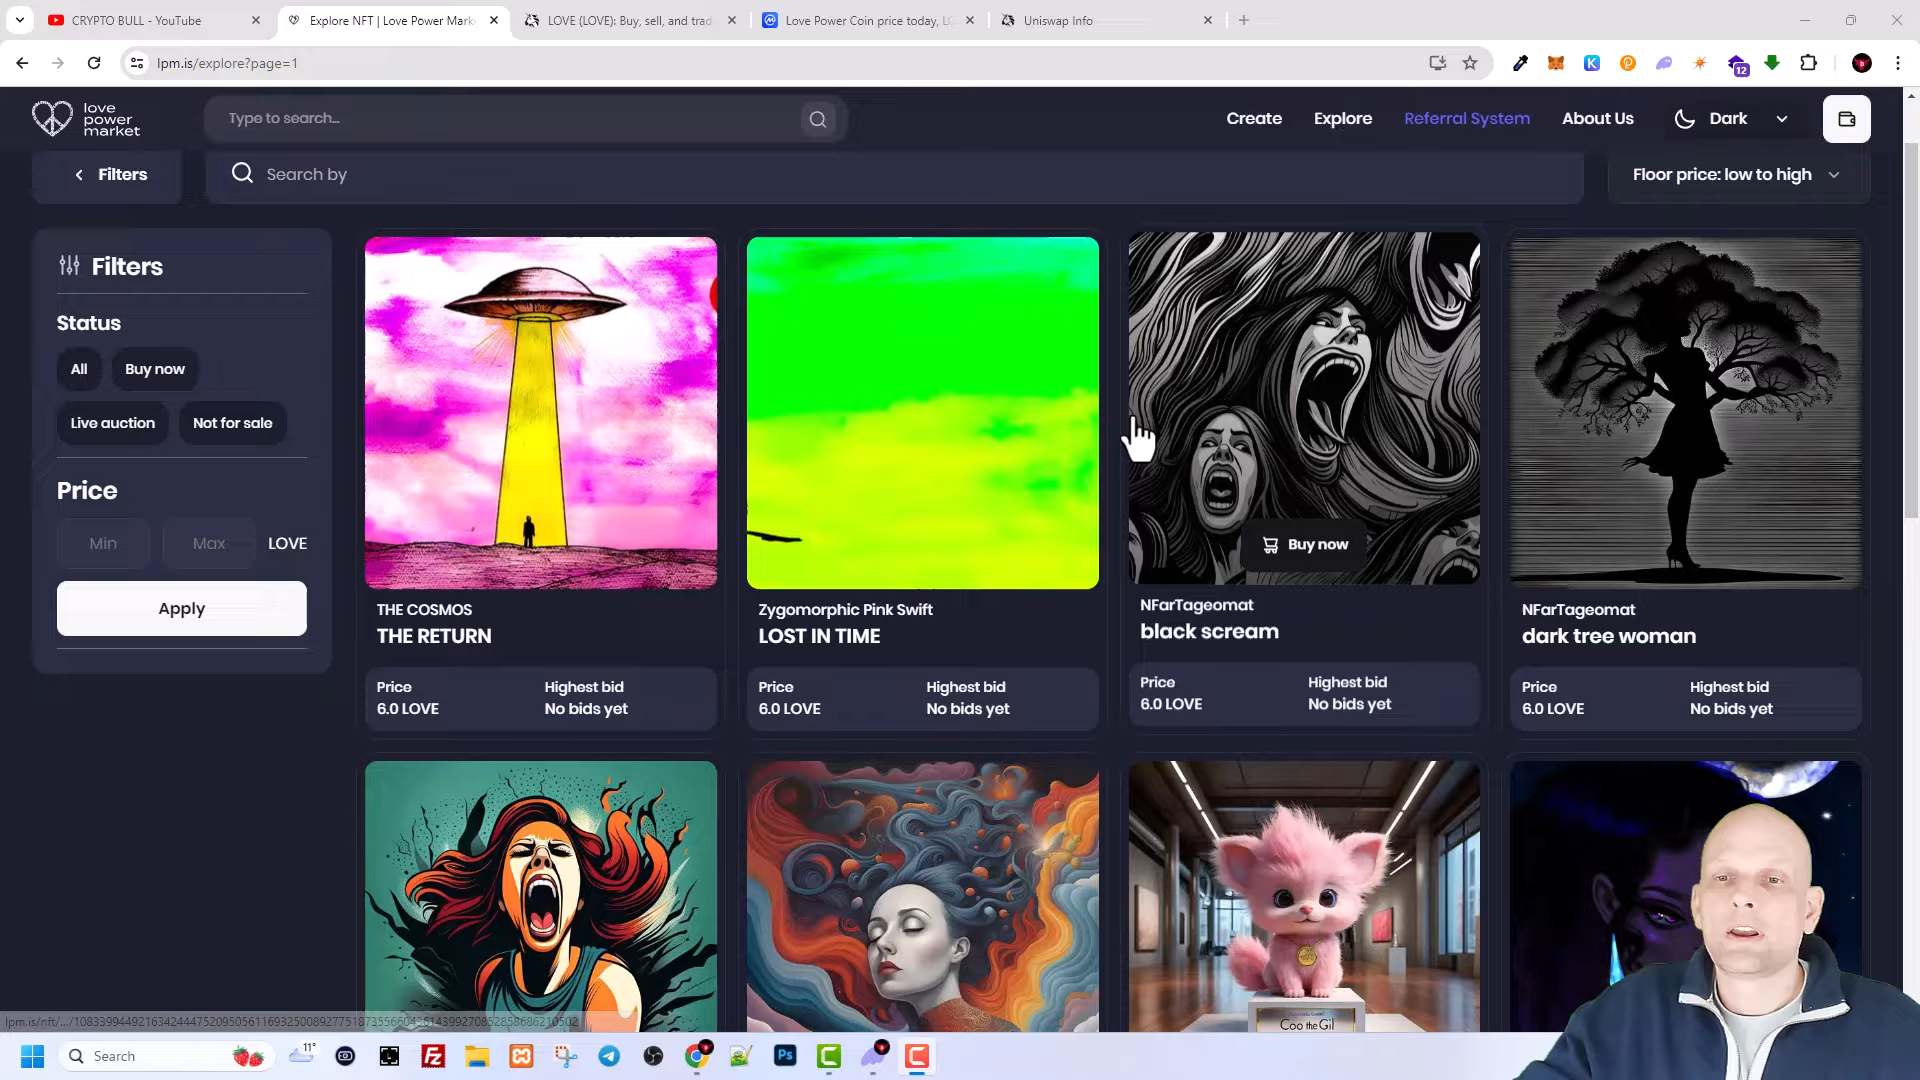 CRYPTO BULL - YouTube
Explore NFT | Love Power Mark
LOVE (LOVE): Buy, sell, and trad
Love Power Coin price today, LC
Uniswap Info
lpm.is/explore?page=1
12
love
power
market
Type to search...
Create
Explore
Referral System
About Us
Dark
Filters
Search by
Floor price: low to high
Filters
Status
All
Buy now
Live auction
Not for sale
Price
Min
Max
LOVE
Apply
THE COSMOS
THE RETURN
Price
Highest bid
6.0 LOVE
No bids yet
Zygomorphic Pink Swift
LOST IN TIME
Price
Highest bid
6.0 LOVE
No bids yet
Buy now
NFarTageomat
black scream
Price
Highest bid
6.0 LOVE
No bids yet
NFarTageomat
dark tree woman
Price
Highest bid
6.0 LOVE
No bids yet
Coo the Gil
Search
11°
Ps